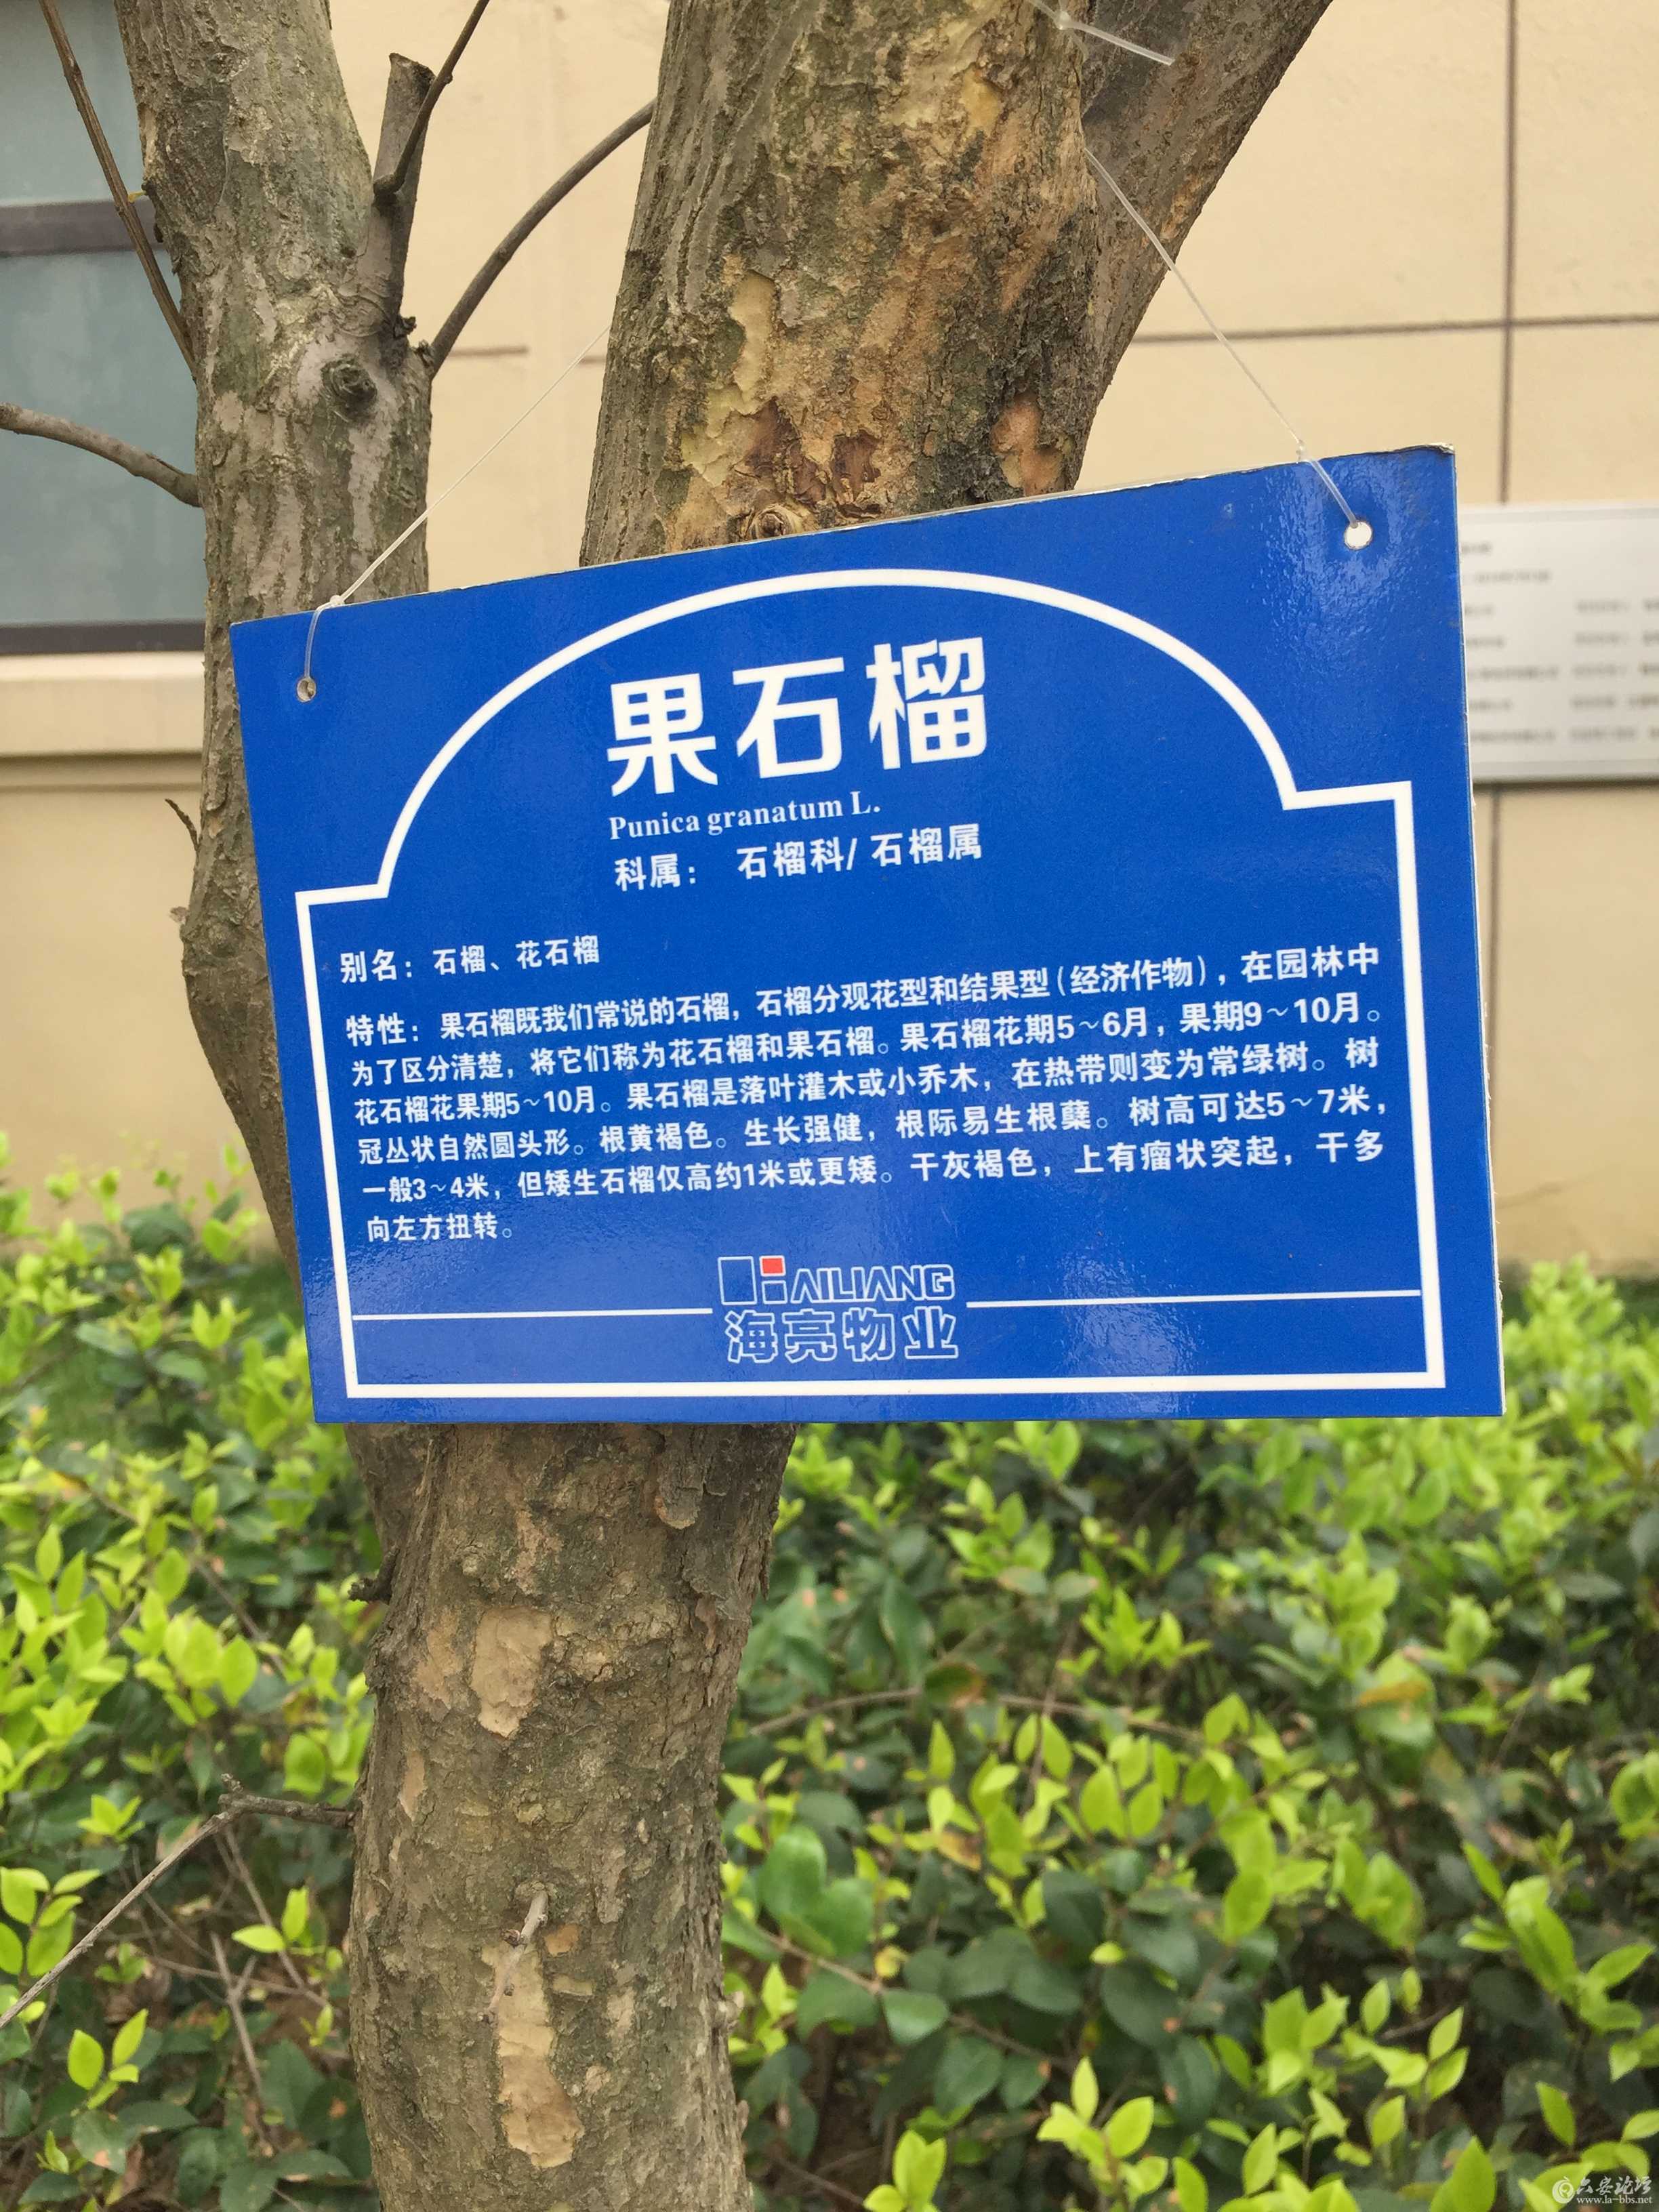 果石榴
Punica granatum L.
科属： 石榴科/ 石榴属
别名：石榴、花石榴
特性：果石榴既我们常说的石榴，石榴分观花型和结果型（经济作物），在园林中
为了区分清楚，将它们称为花石榴和果石榴。果石榴花期5～6月，果期9～10月。
花石榴花果期5～10月。果石榴是落叶灌木或小乔木，在热带则变为常绿树。树
冠丛状自然圆头形。根黄褐色。生长强健，根际易生根蘖。树高可达5～7米，
一般3～4米，但矮生石榴仅高约1米或更矮。干灰褐色，上有瘤状突起，干多
向左方扭转。
HAILIANG
海亮物业
六安论坛
www.la-bbs.net